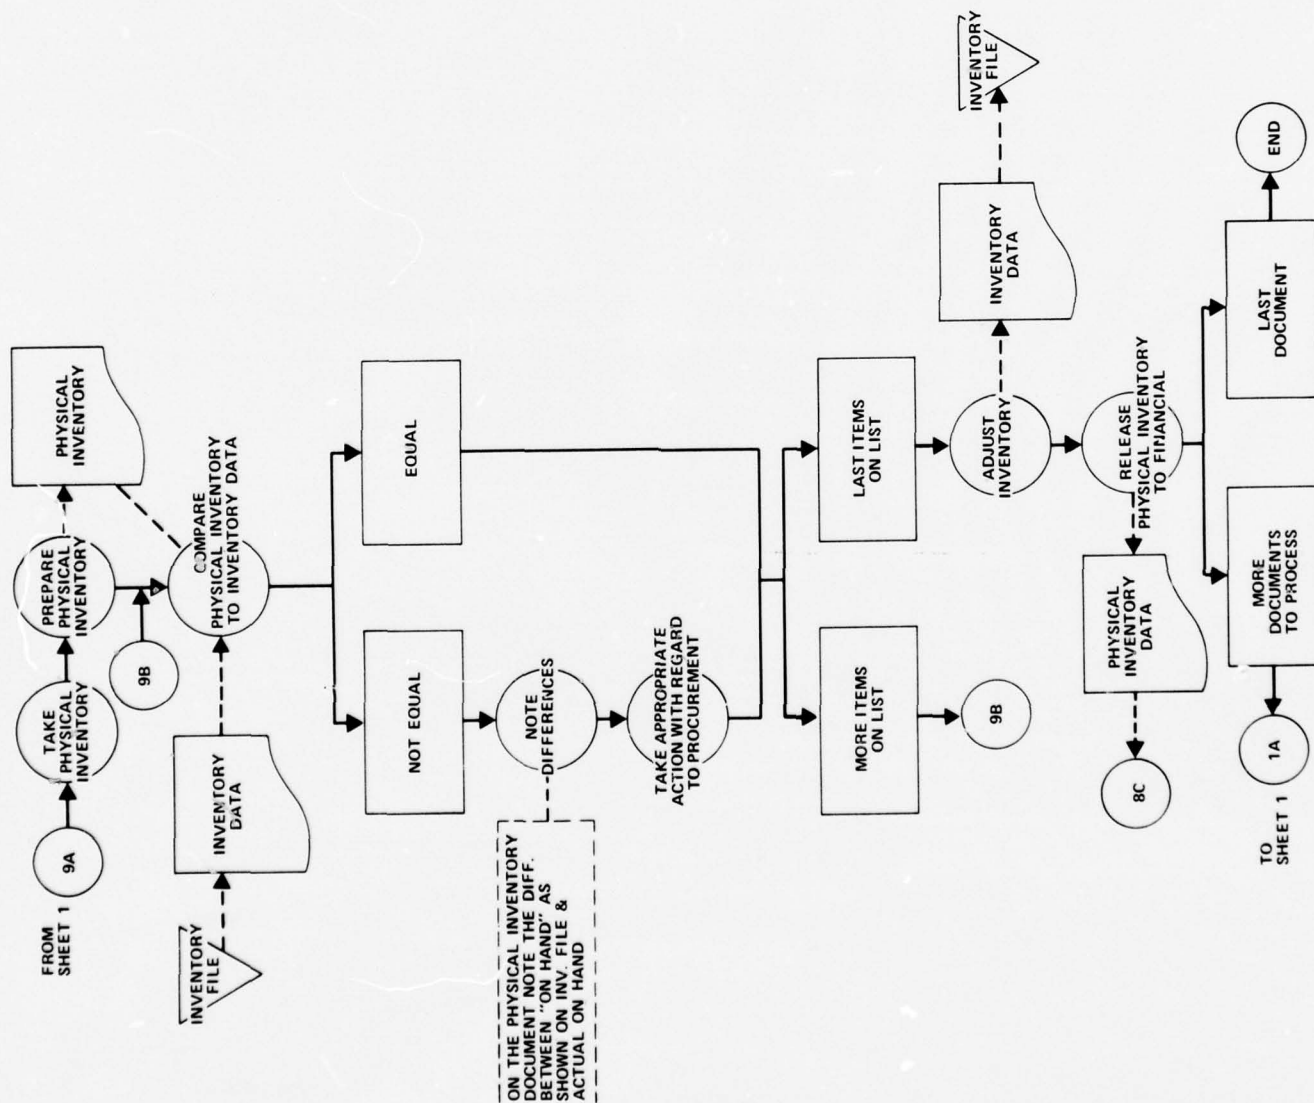 FROM
SHEET 1
9A
TAKE
PHYSICAL
INVENTORY
PREPARE
PHYSICAL
INVENTORY
PHYSICAL
INVENTORY
9B
INVENTORY
FILE
INVENTORY
DATA
COMPARE
PHYSICAL INVENTORY
TO INVENTORY DATA
NOT EQUAL
EQUAL
ON THE PHYSICAL INVENTORY
DOCUMENT NOTE THE DIFF.
BETWEEN "ON HAND" AS
SHOWN ON INV. FILE &
ACTUAL ON HAND
NOTE
DIFFERENCES
TAKE APPROPRIATE
ACTION WITH REGARD
TO PROCUREMENT
MORE ITEMS
ON LIST
LAST ITEMS
ON LIST
9B
ADJUST
INVENTORY
INVENTORY
DATA
INVENTORY
FILE
8C
PHYSICAL
INVENTORY
DATA
RELEASE
PHYSICAL INVENTORY
TO FINANCIAL
TO
SHEET 1
1A
MORE
DOCUMENTS
TO PROCESS
LAST
DOCUMENT
END